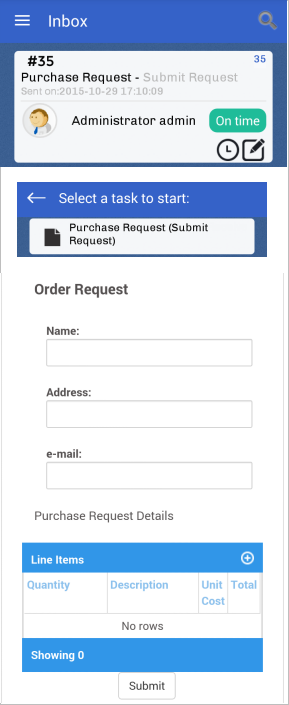 Inbox
#35
35
Purchase Request - Submit Request
Sent on:2015-10-29 17:10:09
Administrator admin
On time
Select a task to start:
Purchase Request (Submit
Request)
Order Request
Name:
Address:
e-mail:
Purchase Request Details
Line Items
Quantity Description Unit Cost Total
No rows
Showing 0
Submit